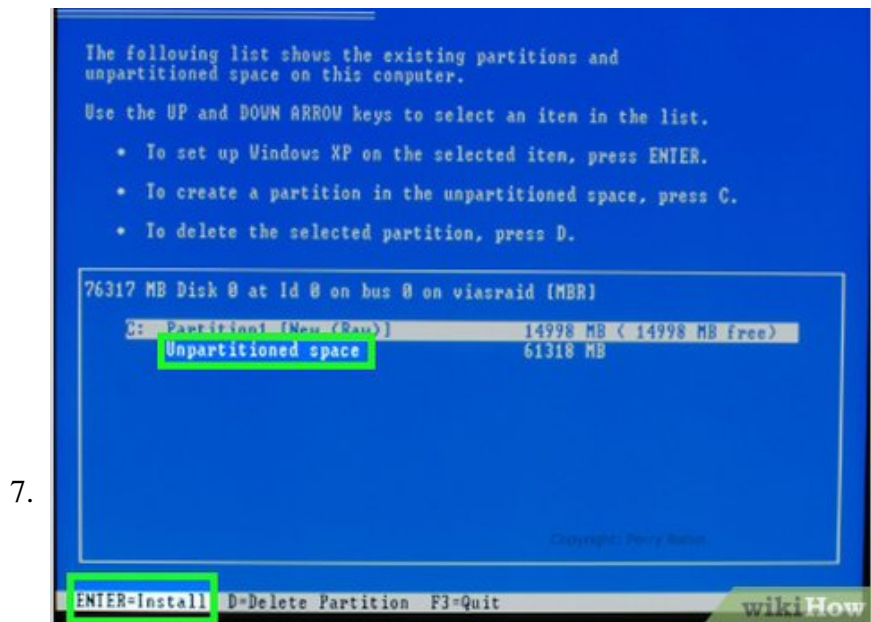 The following list shows the existing partitions and
unpartitioned space on this computer.
Use the UP and DOWN ARROW keys to select an item in the list.
• To set up Windows XP on the selected item, press ENTER.
• To create a partition in the unpartitioned space, press C.
• To delete the selected partition, press D.
76317 MB Disk 0 at Id 0 on bus 0 on viasraid [MBR]
C: Partition1 [New (Raw)] 14998 MB ( 14998 MB free)
Unpartitioned space 61318 MB
7.
Copyright: Perry
ENTER=Install D=Delete Partition F3=Quit
wikiHow